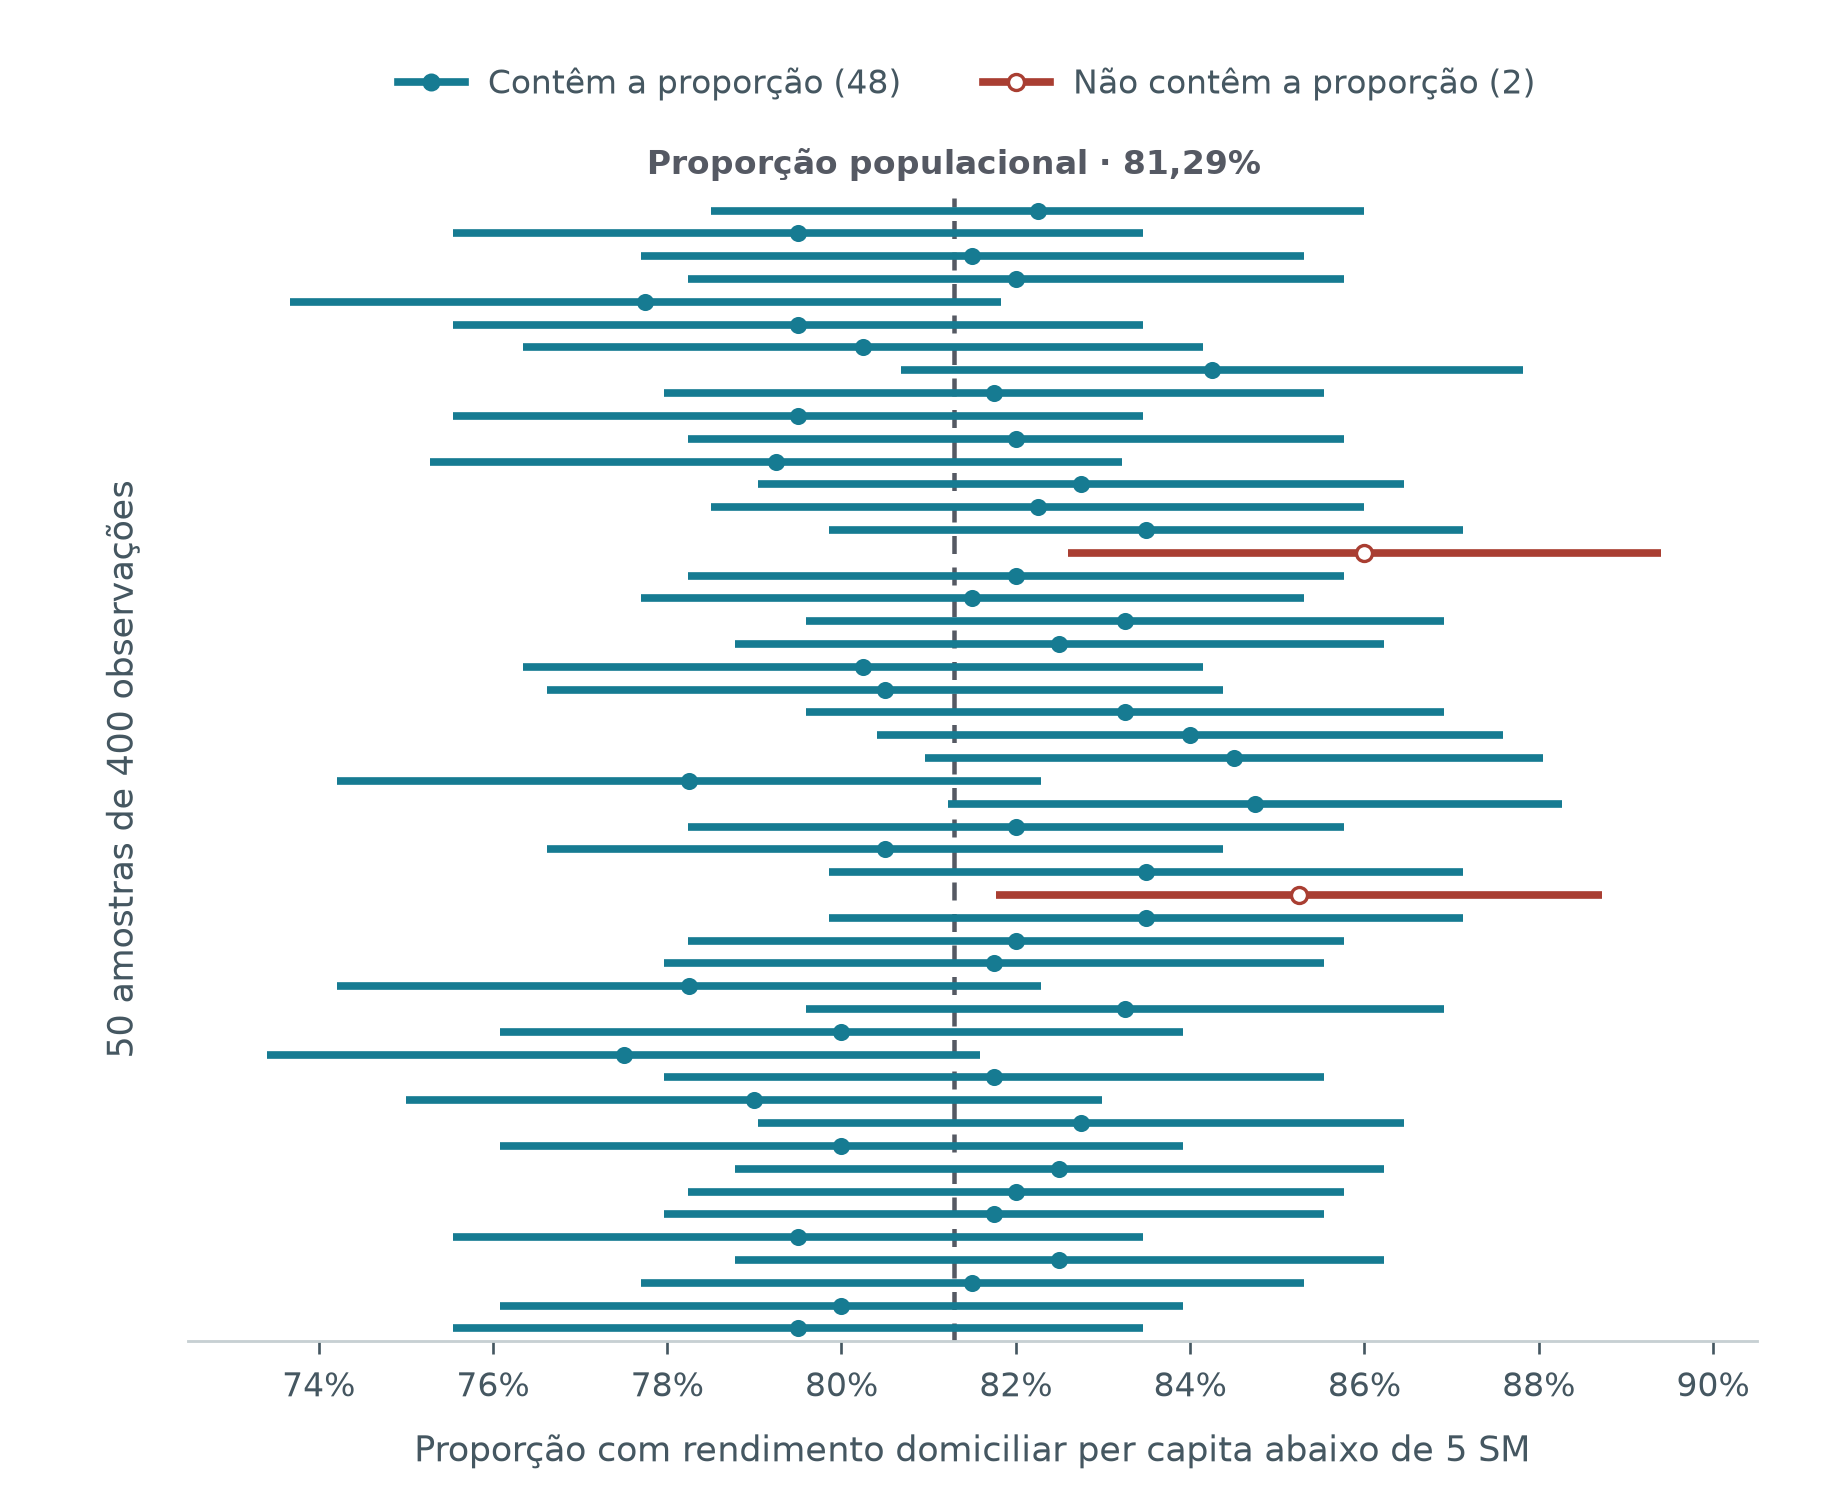 Contêm a proporção (48)
Não contêm a proporção (2)
Proporção populacional · 81,29%
50 amostras de 400 observações
74%
76%
78%
80%
82%
84%
86%
88%
90%
Proporção com rendimento domiciliar per capita abaixo de 5 SM